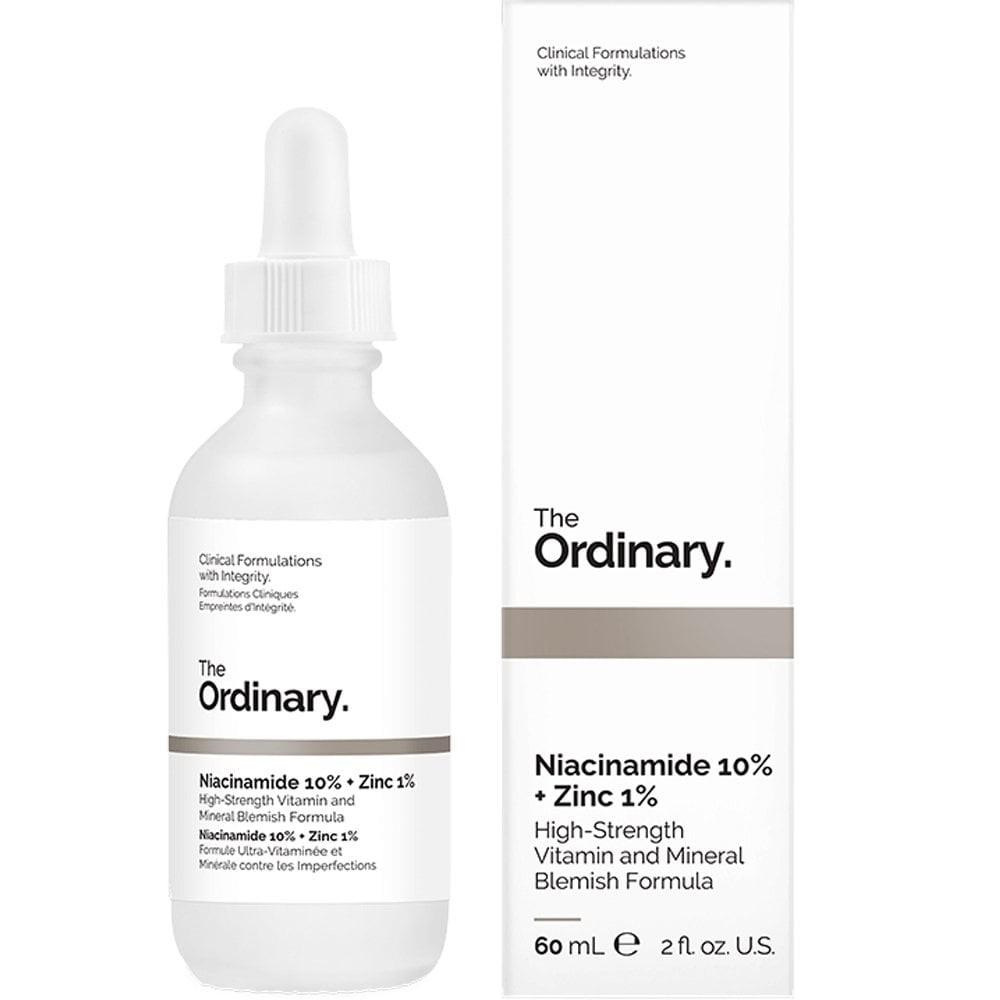 Clinical Formulations
with Integrity.
Formulations Cliniques
Empreintes d'Intégrité.
The
Ordinary.
Niacinamide 10% + Zinc 1%
High-Strength Vitamin and
Mineral Blemish Formula
Niacinamide 10% + Zinc 1%
Formule Ultra-Vitaminée et
Minérale contre les Imperfections
Clinical Formulations
with Integrity.
The
Ordinary.
Niacinamide 10%
+ Zinc 1%
High-Strength
Vitamin and Mineral
Blemish Formula
60 mL ℮ 2 fl. oz. U.S.